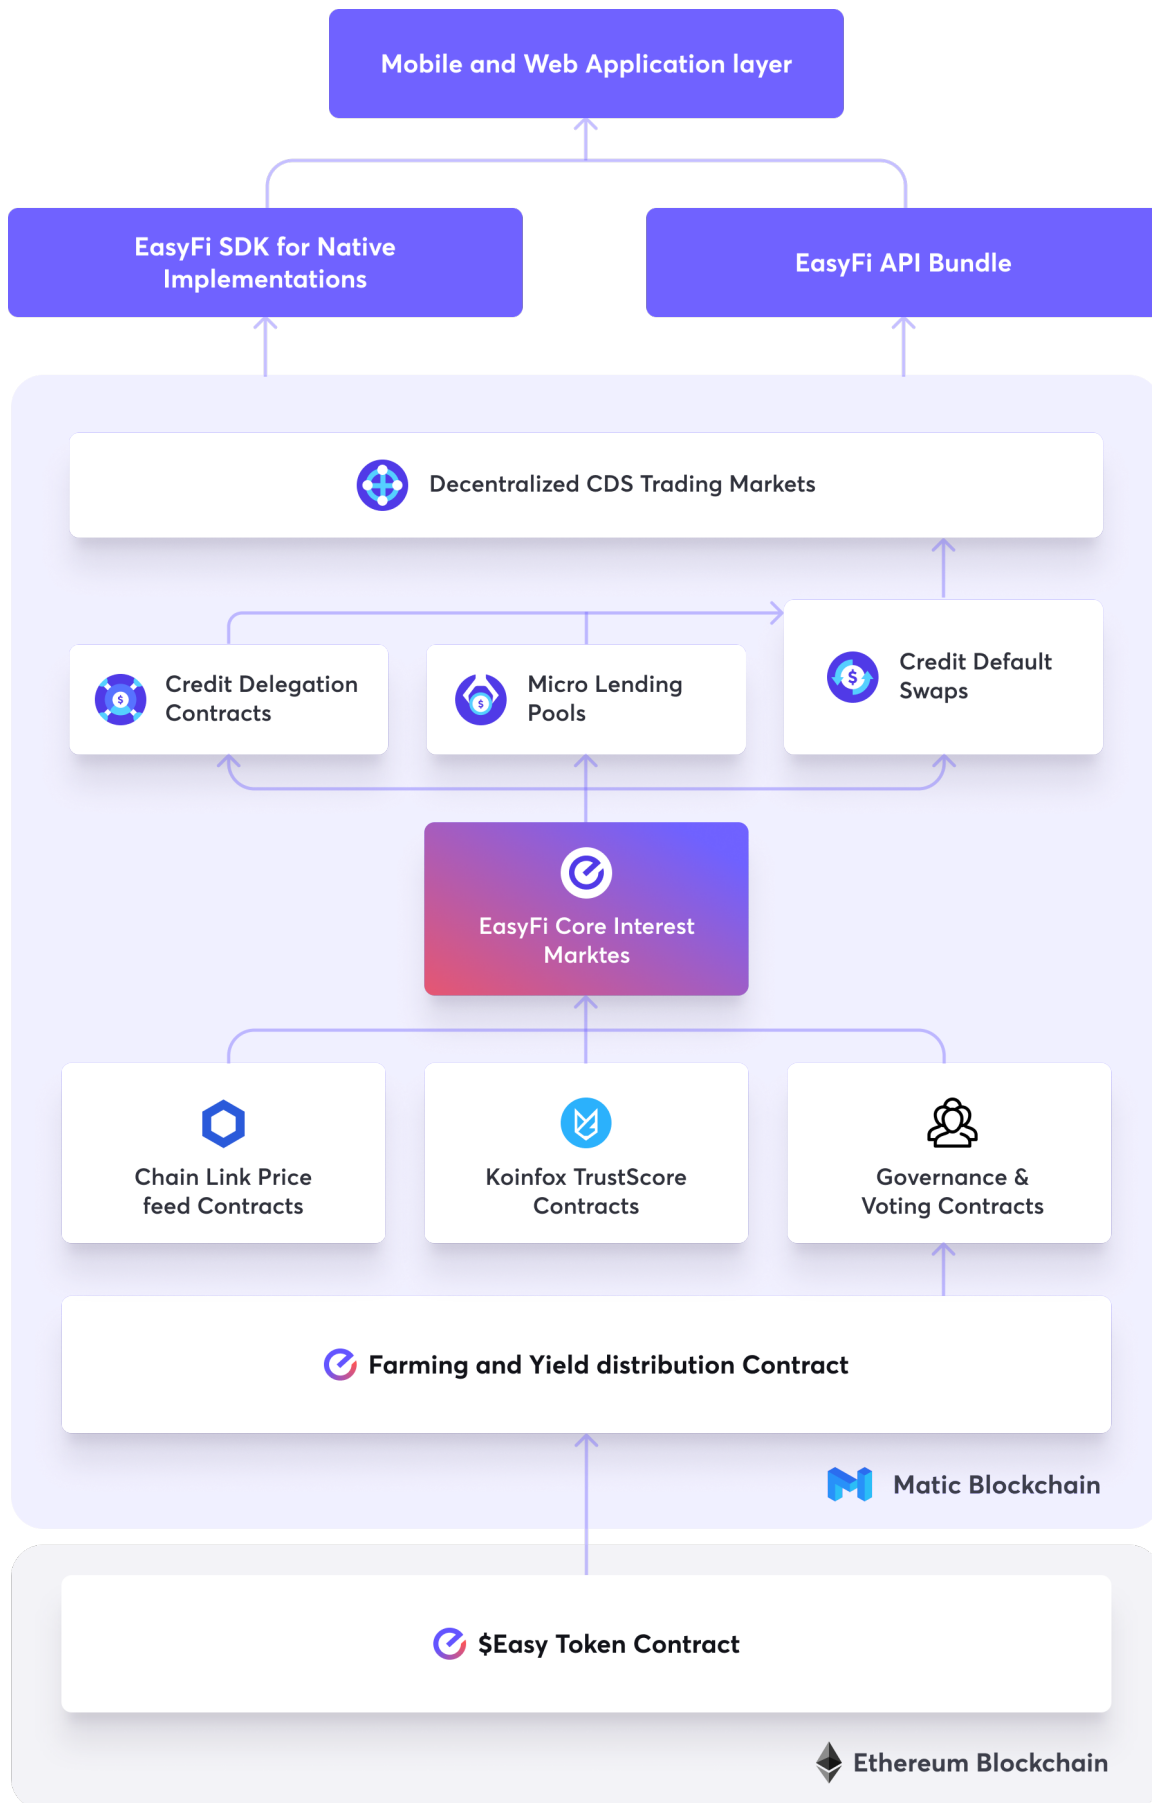 Mobile and Web Application layer
EasyFi SDK for Native
Implementations
EasyFi API Bundle
Decentralized CDS Trading Markets
Credit Delegation
Contracts
Micro Lending
Pools
Credit Default
Swaps
EasyFi Core Interest
Marktes
Chain Link Price
feed Contracts
Koinfox TrustScore
Contracts
Governance &
Voting Contracts
Farming and Yield distribution Contract
Matic Blockchain
$Easy Token Contract
Ethereum Blockchain